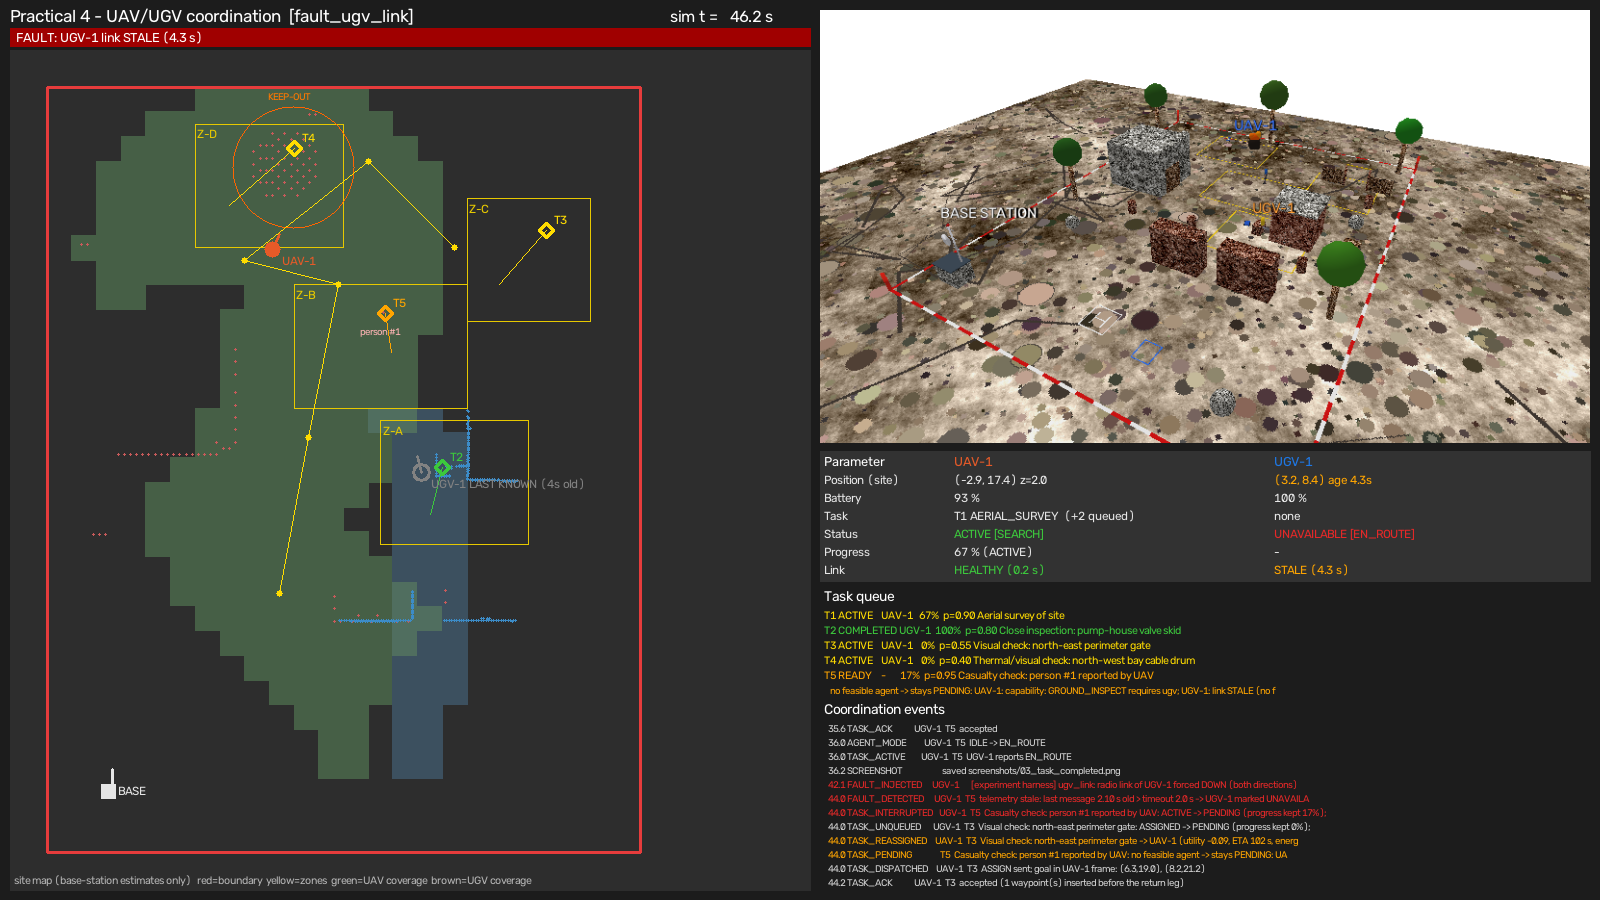 Practical 4 - UAV/UGV coordination [fault_ugv_link]
sim t = 46.2 s
FAULT: UGV-1 link STALE (4.3 s)
KEEP-OUT
Z-D
T4
Z-C
T3
UAV-1
Z-B
T5
person #1
Z-A
T2
UGV-1 LAST KNOWN (4s old)
BASE
site map (base-station estimates only) red=boundary yellow=zones green=UAV coverage brown=UGV coverage
UAV-1
UGV-1
BASE STATION
Parameter UAV-1 UGV-1
Position (site) (-2.9, 17.4) z=2.0 (3.2, 8.4) age 4.3s
Battery 93 % 100 %
Task T1 AERIAL_SURVEY (+2 queued) none
Status ACTIVE [SEARCH] UNAVAILABLE [EN_ROUTE]
Progress 67 % (ACTIVE) -
Link HEALTHY (0.2 s) STALE (4.3 s)
Task queue
T1 ACTIVE UAV-1 67% p=0.90 Aerial survey of site
T2 COMPLETED UGV-1 100% p=0.80 Close inspection: pump-house valve skid
T3 ACTIVE UAV-1 0% p=0.55 Visual check: north-east perimeter gate
T4 ACTIVE UAV-1 0% p=0.40 Thermal/visual check: north-west bay cable drum
T5 READY - 17% p=0.95 Casualty check: person #1 reported by UAV
no feasible agent -> stays PENDING: UAV-1: capability: GROUND_INSPECT requires ugv; UGV-1: link STALE (no f
Coordination events
35.6 TASK_ACK UGV-1 T5 accepted
36.0 AGENT_MODE UGV-1 T5 IDLE -> EN_ROUTE
36.0 TASK_ACTIVE UGV-1 T5 UGV-1 reports EN_ROUTE
36.2 SCREENSHOT saved screenshots/03_task_completed.png
42.1 FAULT_INJECTED UGV-1 [experiment harness] ugv_link: radio link of UGV-1 forced DOWN (both directions)
44.0 FAULT_DETECTED UGV-1 T5 telemetry stale: last message 2.10 s old > timeout 2.0 s -> UGV-1 marked UNAVAILA
44.0 TASK_INTERRUPTED UGV-1 T5 Casualty check: person #1 reported by UAV: ACTIVE -> PENDING (progress kept 17%);
44.0 TASK_UNQUEUED UGV-1 T3 Visual check: north-east perimeter gate: ASSIGNED -> PENDING (progress kept 0%);
44.0 TASK_REASSIGNED UAV-1 T3 Visual check: north-east perimeter gate -> UAV-1 (utility -0.09, ETA 102 s, energ
44.0 TASK_PENDING T5 Casualty check: person #1 reported by UAV: no feasible agent -> stays PENDING: UA
44.0 TASK_DISPATCHED UAV-1 T3 ASSIGN sent; goal in UAV-1 frame: (6.3,19.0), (8.2,21.2)
44.2 TASK_ACK UAV-1 T3 accepted (1 waypoint(s) inserted before the return leg)